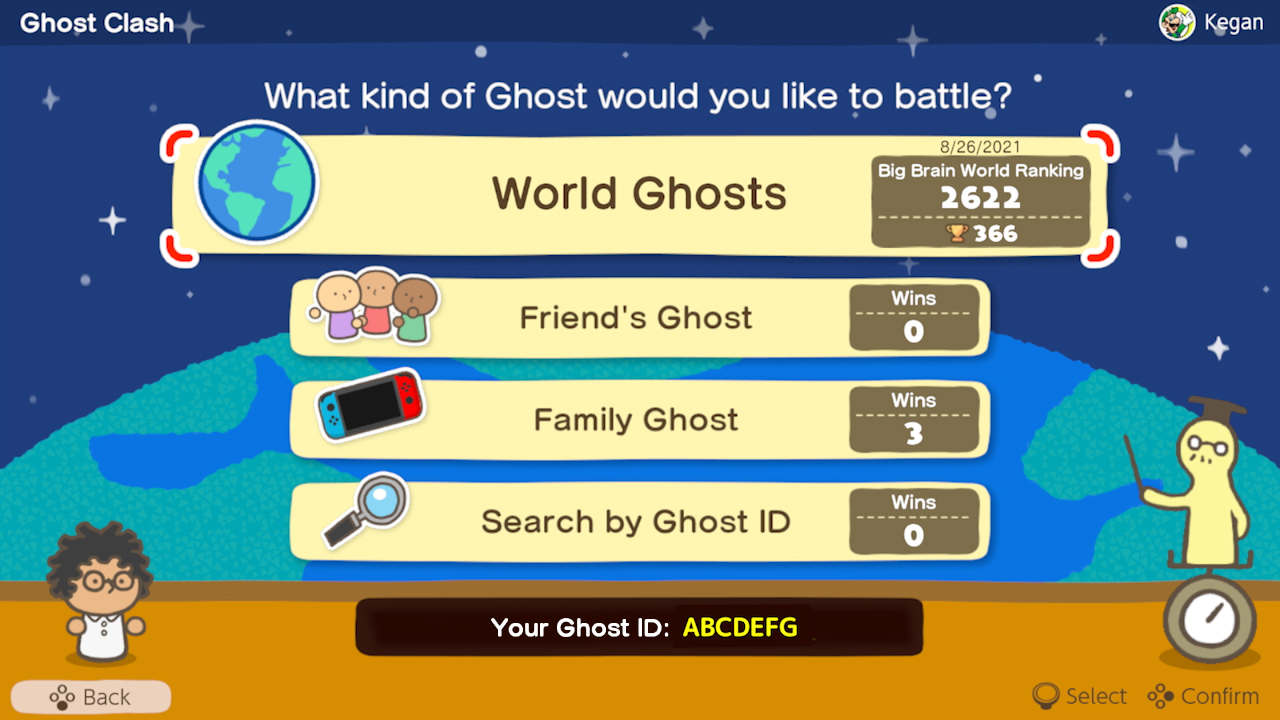 Ghost Clash
Kegan
What kind of Ghost would you like to battle?
World Ghosts
8/26/2021
Big Brain World Ranking
2622
366
Friend's Ghost
Wins
0
Family Ghost
Wins
3
Search by Ghost ID
Wins
0
Your Ghost ID: ABCDEFG
Back
Select
Confirm